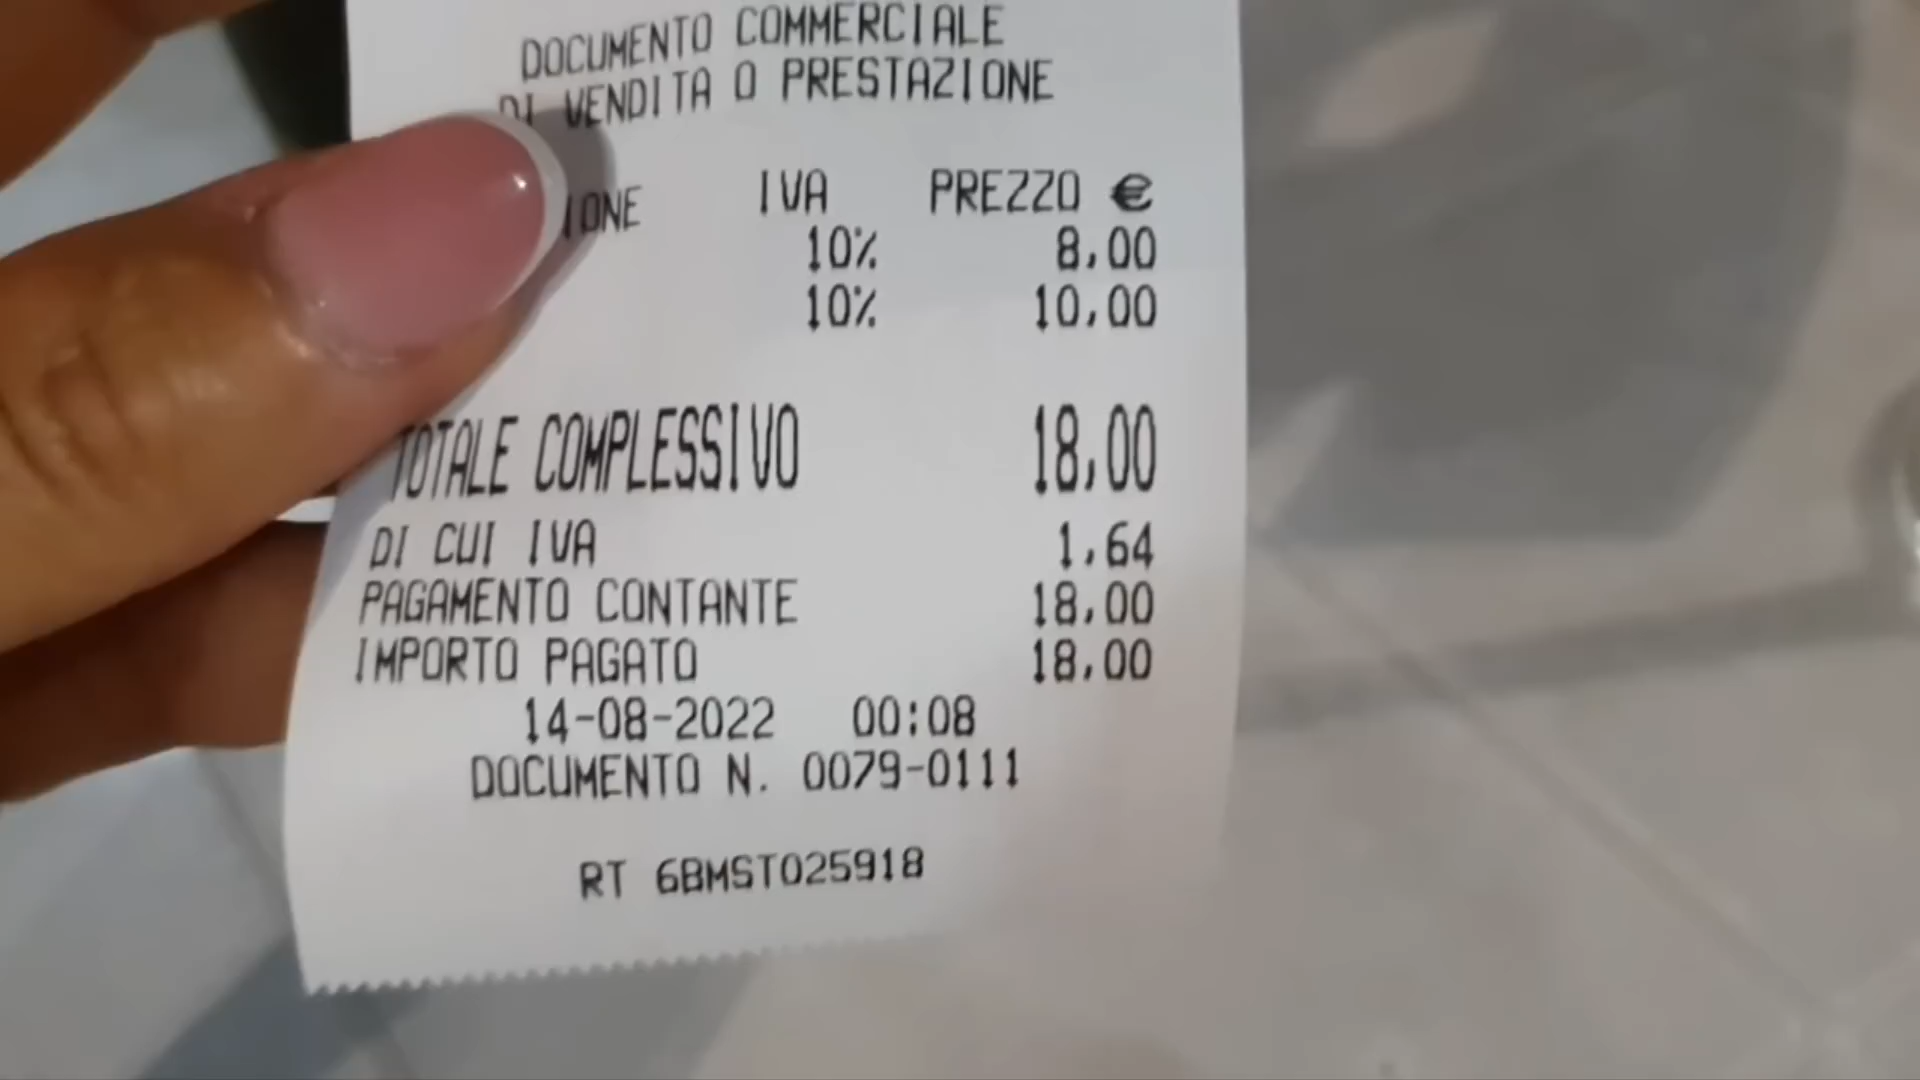 DOCUMENTO COMMERCIALE
DI VENDITA O PRESTAZIONE
IVA PREZZO €
10% 8,00
10% 10,00
TOTALE COMPLESSIVO 18,00
DI CUI IVA 1,64
PAGAMENTO CONTANTE 18,00
IMPORTO PAGATO 18,00
14-08-2022 00:08
DOCUMENTO N. 0079-0111
RT 6BMST025918